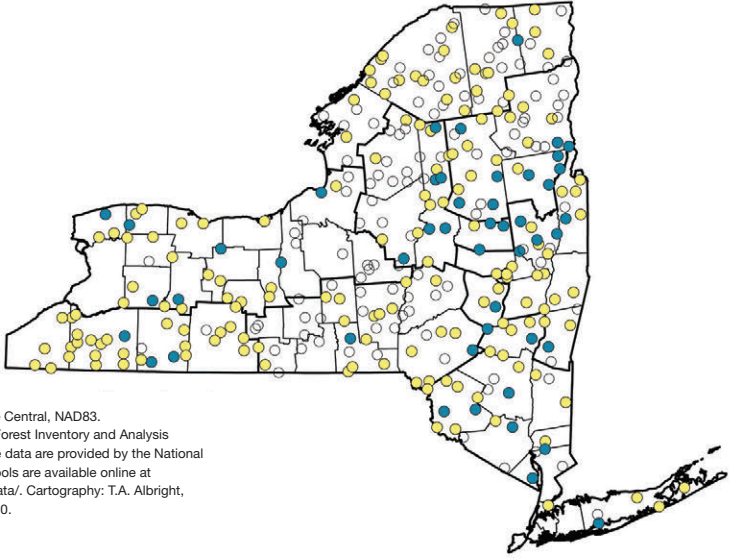 Central, NAD83.
orest Inventory and Analysis
data are provided by the National
ols are available online at
ata/. Cartography: T.A. Albright,
0.